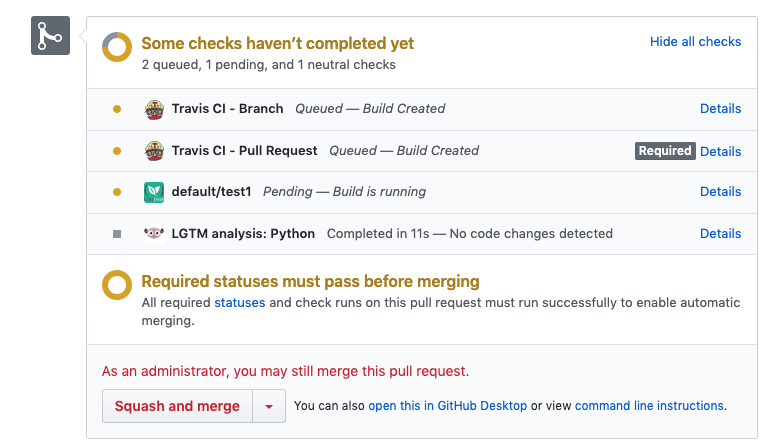 Some checks haven’t completed yet
Hide all checks
2 queued, 1 pending, and 1 neutral checks
Travis CI - Branch Queued — Build Created Details
Travis CI - Pull Request Queued — Build Created Required Details
default/test1 Pending — Build is running Details
LGTM analysis: Python Completed in 11s — No code changes detected Details
Required statuses must pass before merging
All required statuses and check runs on this pull request must run successfully to enable automatic
merging.
As an administrator, you may still merge this pull request.
Squash and merge You can also open this in GitHub Desktop or view command line instructions.